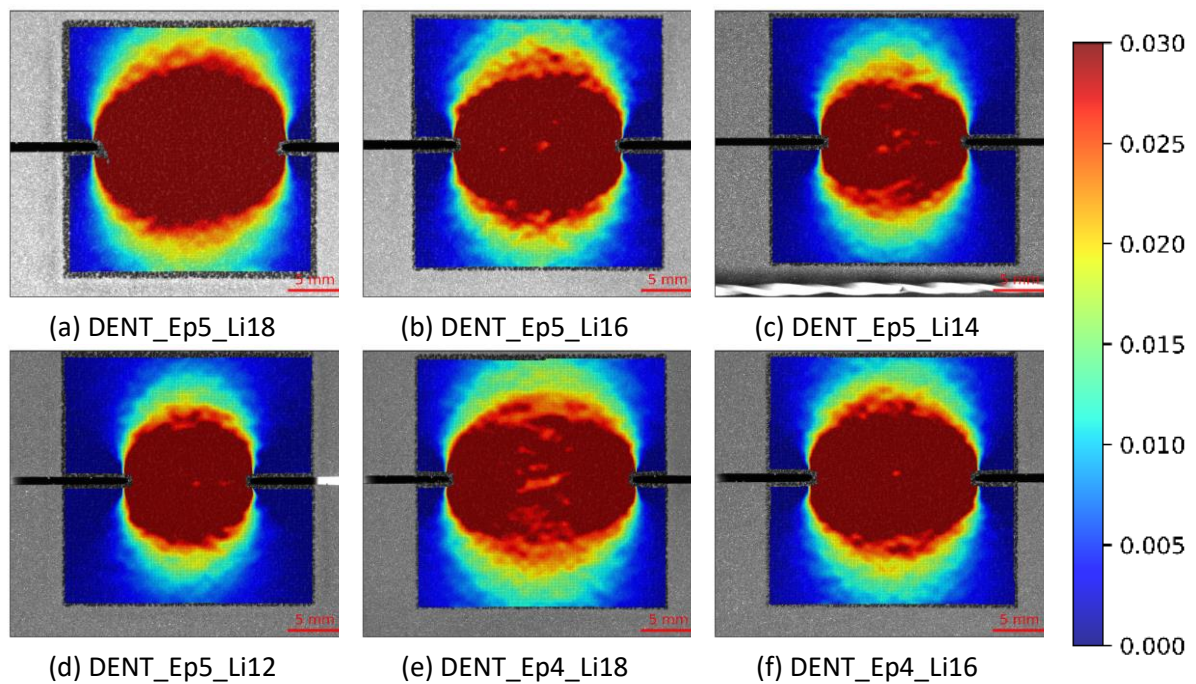 5 mm
5 mm
5 mm
(a) DENT_Ep5_Li18
(b) DENT_Ep5_Li16
(c) DENT_Ep5_Li14
5 mm
5 mm
5 mm
(d) DENT_Ep5_Li12
(e) DENT_Ep4_Li18
(f) DENT_Ep4_Li16
0.030
0.025
0.020
0.015
0.010
0.005
0.000